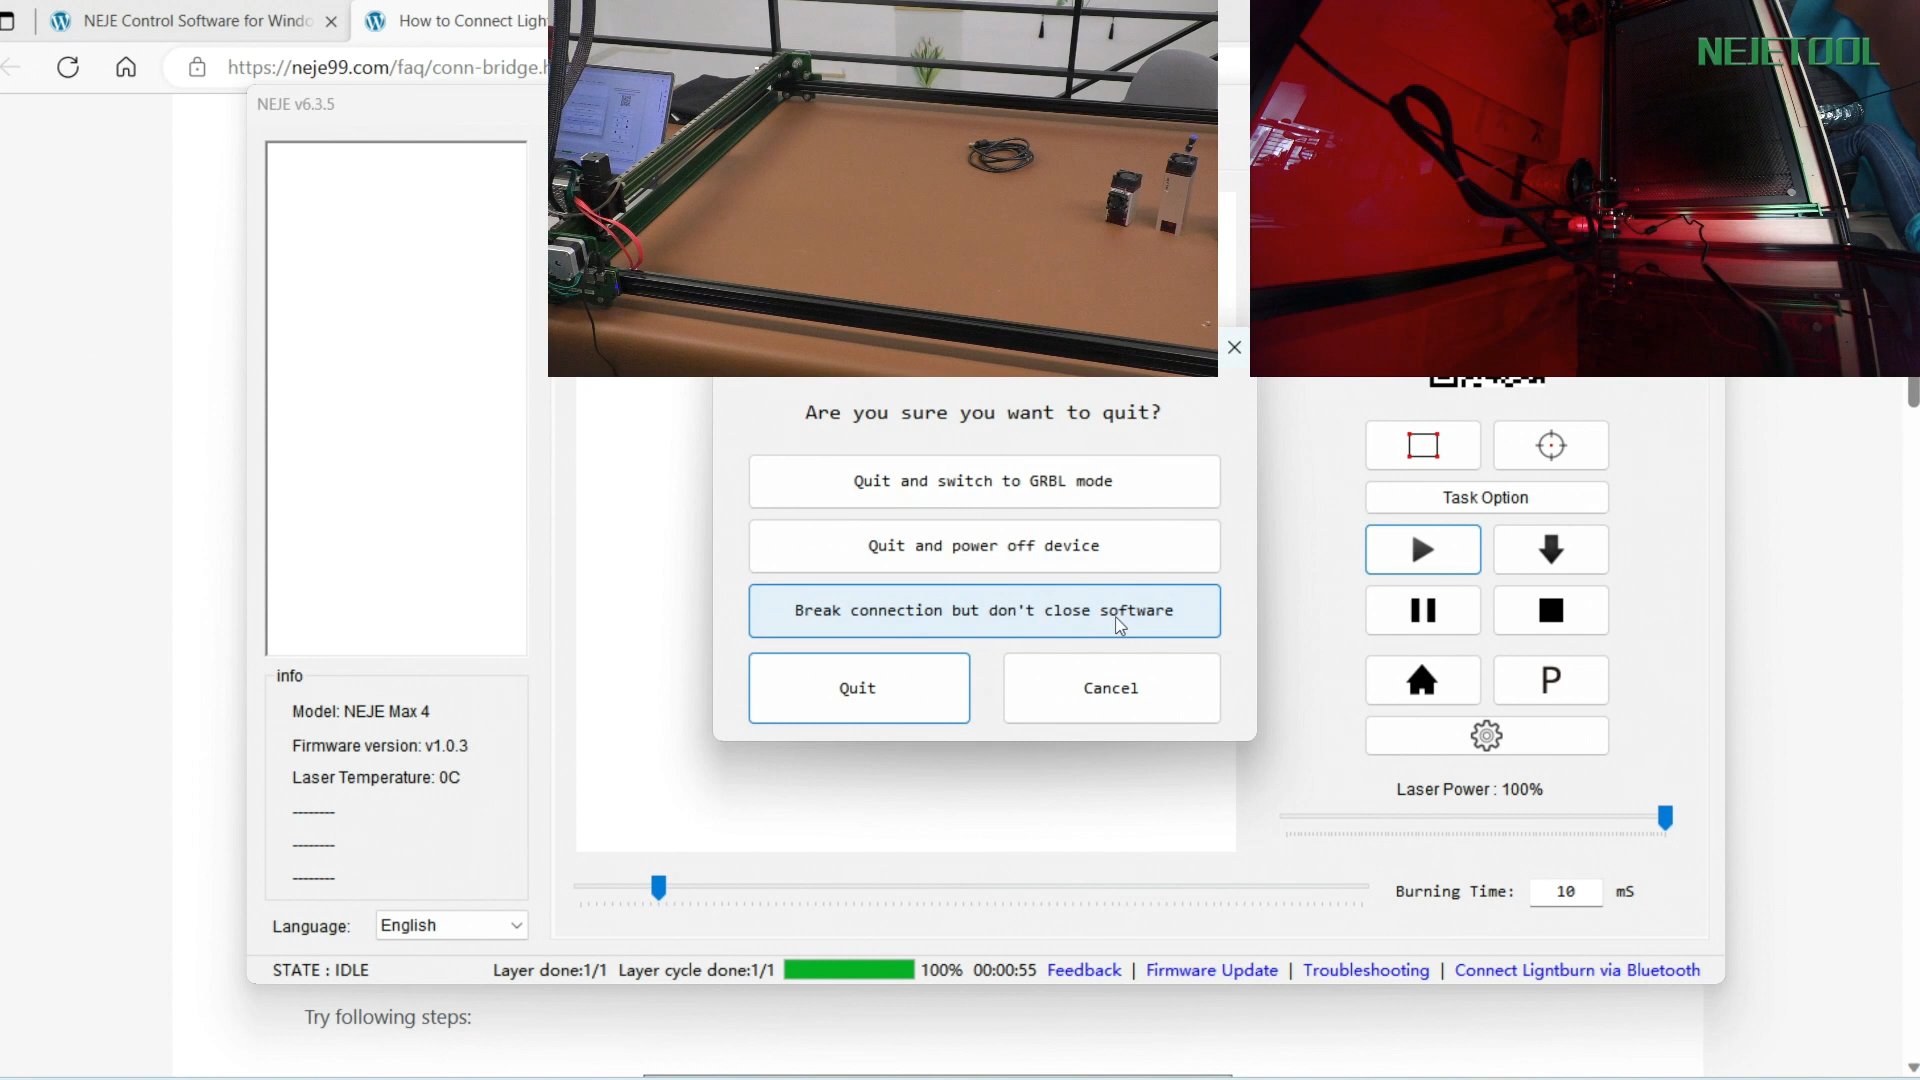 NEJE Control Software for Windo
How to Connect Ligh
https://neje99.com/faq/conn-bridge.h
NEJETOOL
NEJE v6.3.5
Are you sure you want to quit?
Quit and switch to GRBL mode
Quit and power off device
Break connection but don't close software
Quit
Cancel
Task Option
P
Laser Power : 100%
Burning Time: 10 mS
info
Model: NEJE Max 4
Firmware version: v1.0.3
Laser Temperature: 0C
--------
--------
--------
Language: English
STATE : IDLE
Layer done:1/1 Layer cycle done:1/1 100% 00:00:55 Feedback | Firmware Update | Troubleshooting | Connect Ligntburn via Bluetooth
Try following steps: